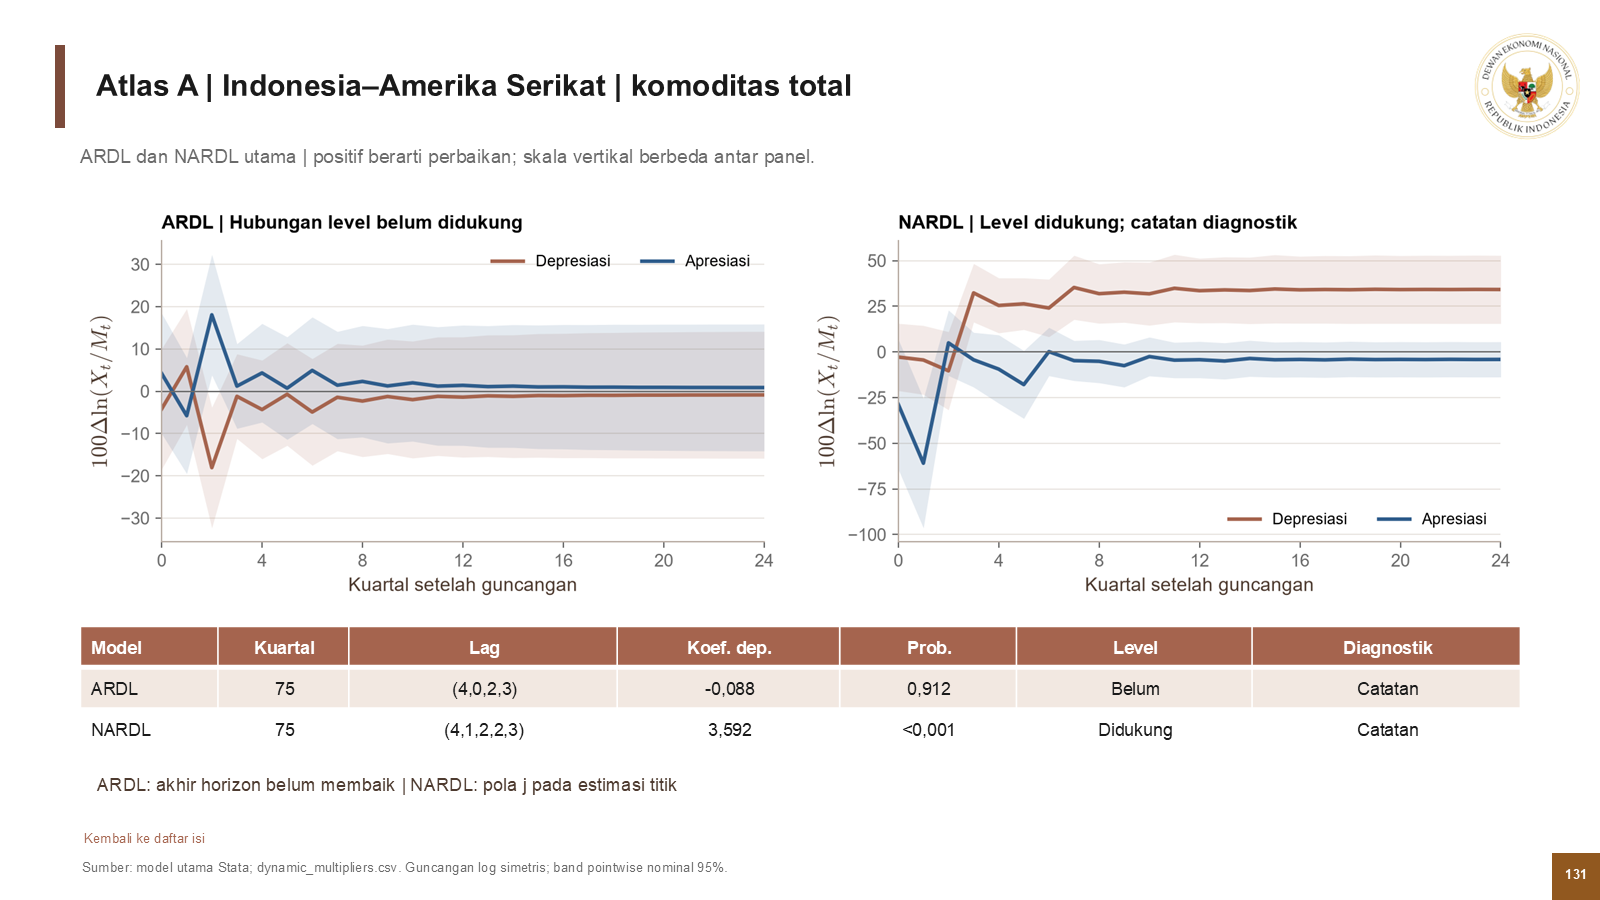 Atlas A | Indonesia–Amerika Serikat | komoditas total
DEWAN EKONOMI NASIONAL
REPUBLIK INDONESIA
ARDL dan NARDL utama | positif berarti perbaikan; skala vertikal berbeda antar panel.
ARDL | Hubungan level belum didukung
Depresiasi Apresiasi
30
20
10
0
−10
−20
−30
100Δln(Xₜ/Mₜ)
0 4 8 12 16 20 24
Kuartal setelah guncangan
NARDL | Level didukung; catatan diagnostik
50
25
0
−25
−50
−75
−100
100Δln(Xₜ/Mₜ)
Depresiasi Apresiasi
0 4 8 12 16 20 24
Kuartal setelah guncangan
Model Kuartal Lag Koef. dep. Prob. Level Diagnostik
ARDL 75 (4,0,2,3) -0,088 0,912 Belum Catatan
NARDL 75 (4,1,2,2,3) 3,592 <0,001 Didukung Catatan
ARDL: akhir horizon belum membaik | NARDL: pola j pada estimasi titik
Kembali ke daftar isi
Sumber: model utama Stata; dynamic_multipliers.csv. Guncangan log simetris; band pointwise nominal 95%.
131